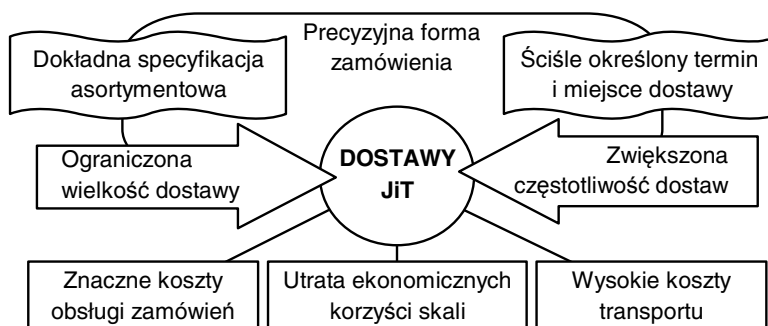 Precyzyjna forma
zamówienia
Dokładna specyfikacja
asortymentowa
Ściśle określony termin
i miejsce dostawy
Ograniczona
wielkość dostawy
DOSTAWY
JiT
Zwiększona
częstotliwość dostaw
Znaczne koszty
obsługi zamówień
Utrata ekonomicznych
korzyści skali
Wysokie koszty
transportu